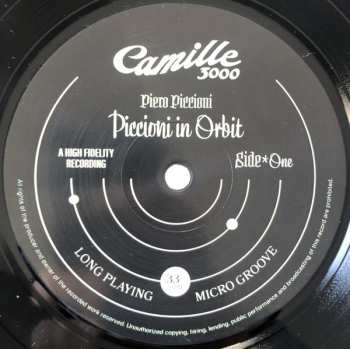 Camille
3000
Piero Piccioni
Piccioni in Orbit
A HIGH FIDELITY
RECORDING
Side*One
LONG PLAYING
33
MICRO GROOVE
All rights of the producer and owner of the recorded work reserved. Unauthorized copying, hiring, lending, public performance and broadcasting of this record are prohibited.